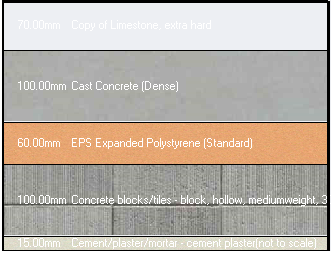 70.00mm Copy of Limestone, extra hard
100.00mm Cast Concrete (Dense)
60.00mm EPS Expanded Polystyrene (Standard)
100.00mm Concrete blocks/tiles - block, hollow, mediumweight, 3
15.00mm Cement/plaster/mortar - cement plaster(not to scale)